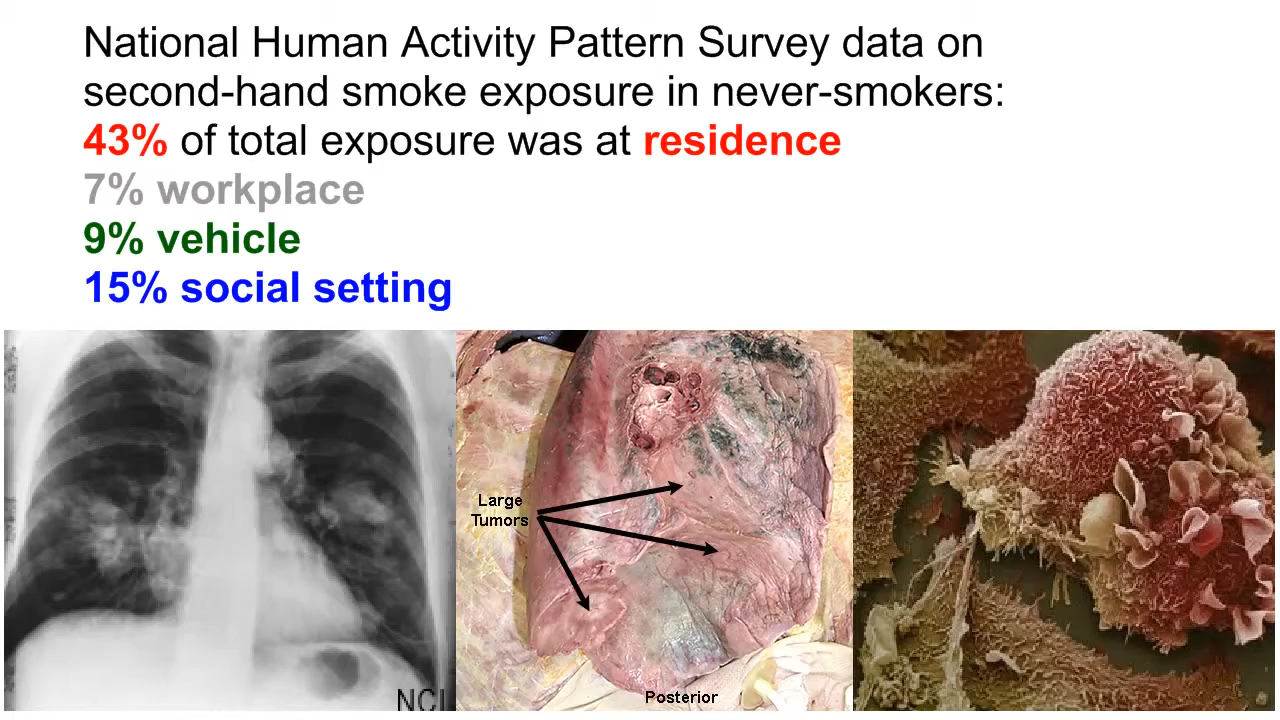 National Human Activity Pattern Survey data on
second-hand smoke exposure in never-smokers:
43% of total exposure was at residence
7% workplace
9% vehicle
15% social setting
Large
Tumors
Posterior
NCI